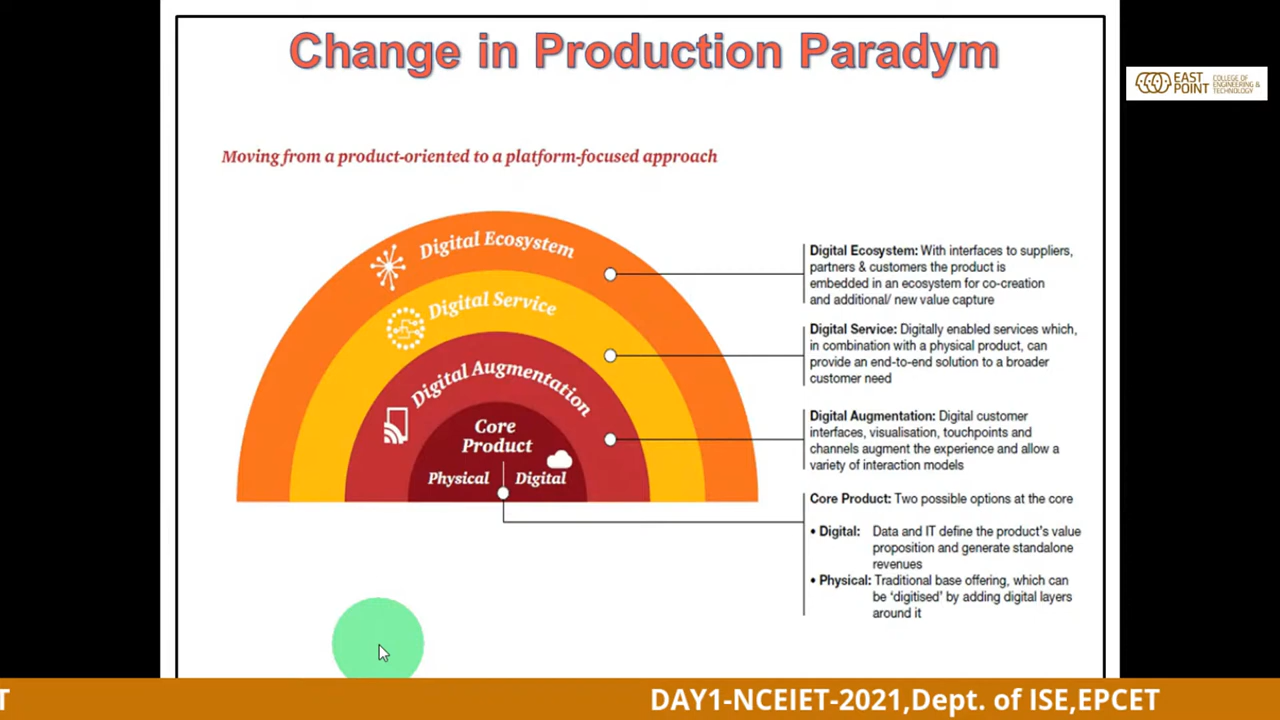 Change in Production Paradym
EAST
POINT
COLLEGE OF
ENGINEERING &
TECHNOLOGY
Moving from a product-oriented to a platform-focused approach
Digital Ecosystem
Digital Service
Digital Augmentation
Core
Product
Physical
Digital
Digital Ecosystem: With interfaces to suppliers,
partners & customers the product is
embedded in an ecosystem for co-creation
and additional/ new value capture
Digital Service: Digitally enabled services which,
in combination with a physical product, can
provide an end-to-end solution to a broader
customer need
Digital Augmentation: Digital customer
interfaces, visualisation, touchpoints and
channels augment the experience and allow a
variety of interaction models
Core Product: Two possible options at the core
• Digital: Data and IT define the product's value
proposition and generate standalone
revenues
• Physical: Traditional base offering, which can
be 'digitised' by adding digital layers
around it
T
DAY1-NCEIET-2021,Dept. of ISE,EPCET